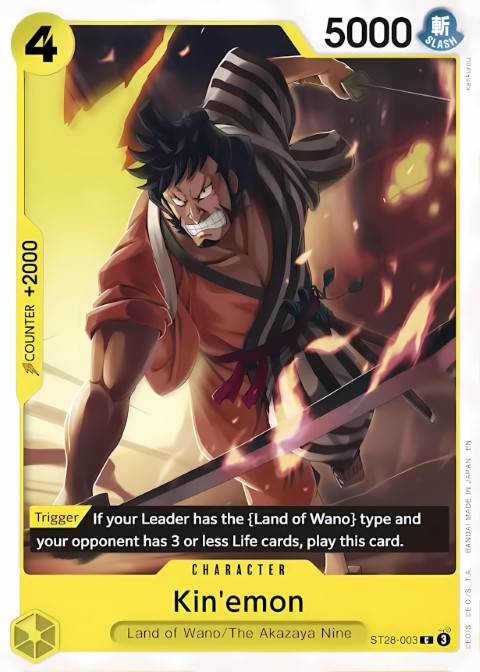 4
5000
斬
SLASH
Kankurou
COUNTER +2000
Trigger If your Leader has the {Land of Wano} type and
your opponent has 3 or less Life cards, play this card.
CHARACTER
Kin'emon
Land of Wano/The Akazaya Nine
ST28-003 C 3
©E.O./S. ©E.O./S., T.A. BANDAI MADE IN JAPAN EN